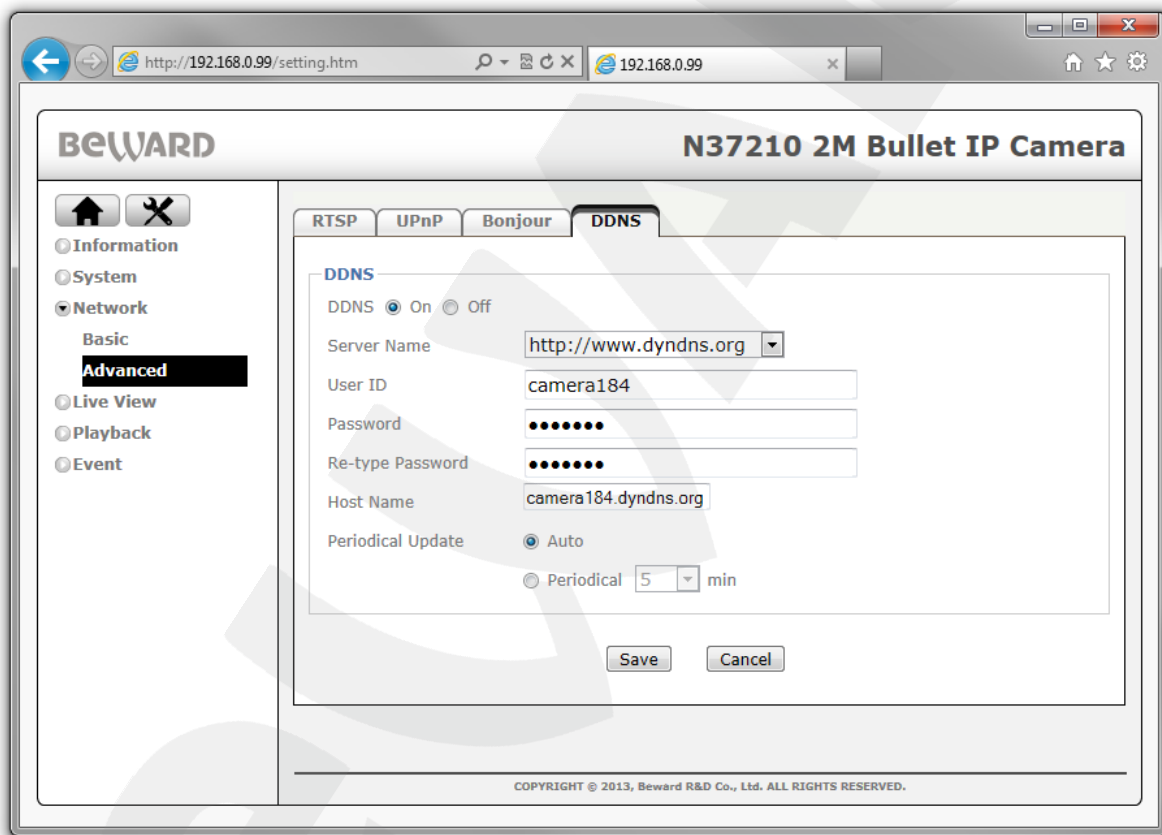 http://192.168.0.99/setting.htm
192.168.0.99
BEWARD
N37210 2M Bullet IP Camera
Information
System
Network
Basic
Advanced
Live View
Playback
Event
RTSP UPnP Bonjour DDNS
DDNS
DDNS On Off
Server Name http://www.dyndns.org
User ID camera184
Password •••••••
Re-type Password •••••••
Host Name camera184.dyndns.org
Periodical Update Auto
Periodical 5 min
Save Cancel
COPYRIGHT © 2013, Beward R&D Co., Ltd. ALL RIGHTS RESERVED.